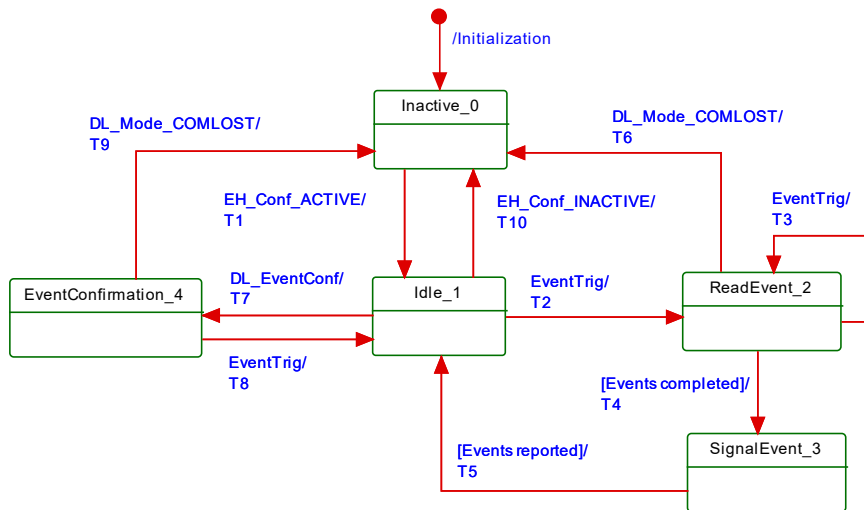 /Initialization
Inactive_0
DL_Mode_COMLOST/
T9
DL_Mode_COMLOST/
T6
EH_Conf_ACTIVE/
T1
EH_Conf_INACTIVE/
T10
EventTrig/
T3
EventConfirmation_4
DL_EventConf/
T7
Idle_1
EventTrig/
T2
ReadEvent_2
EventTrig/
T8
[Events completed]/
T4
[Events reported]/
T5
SignalEvent_3